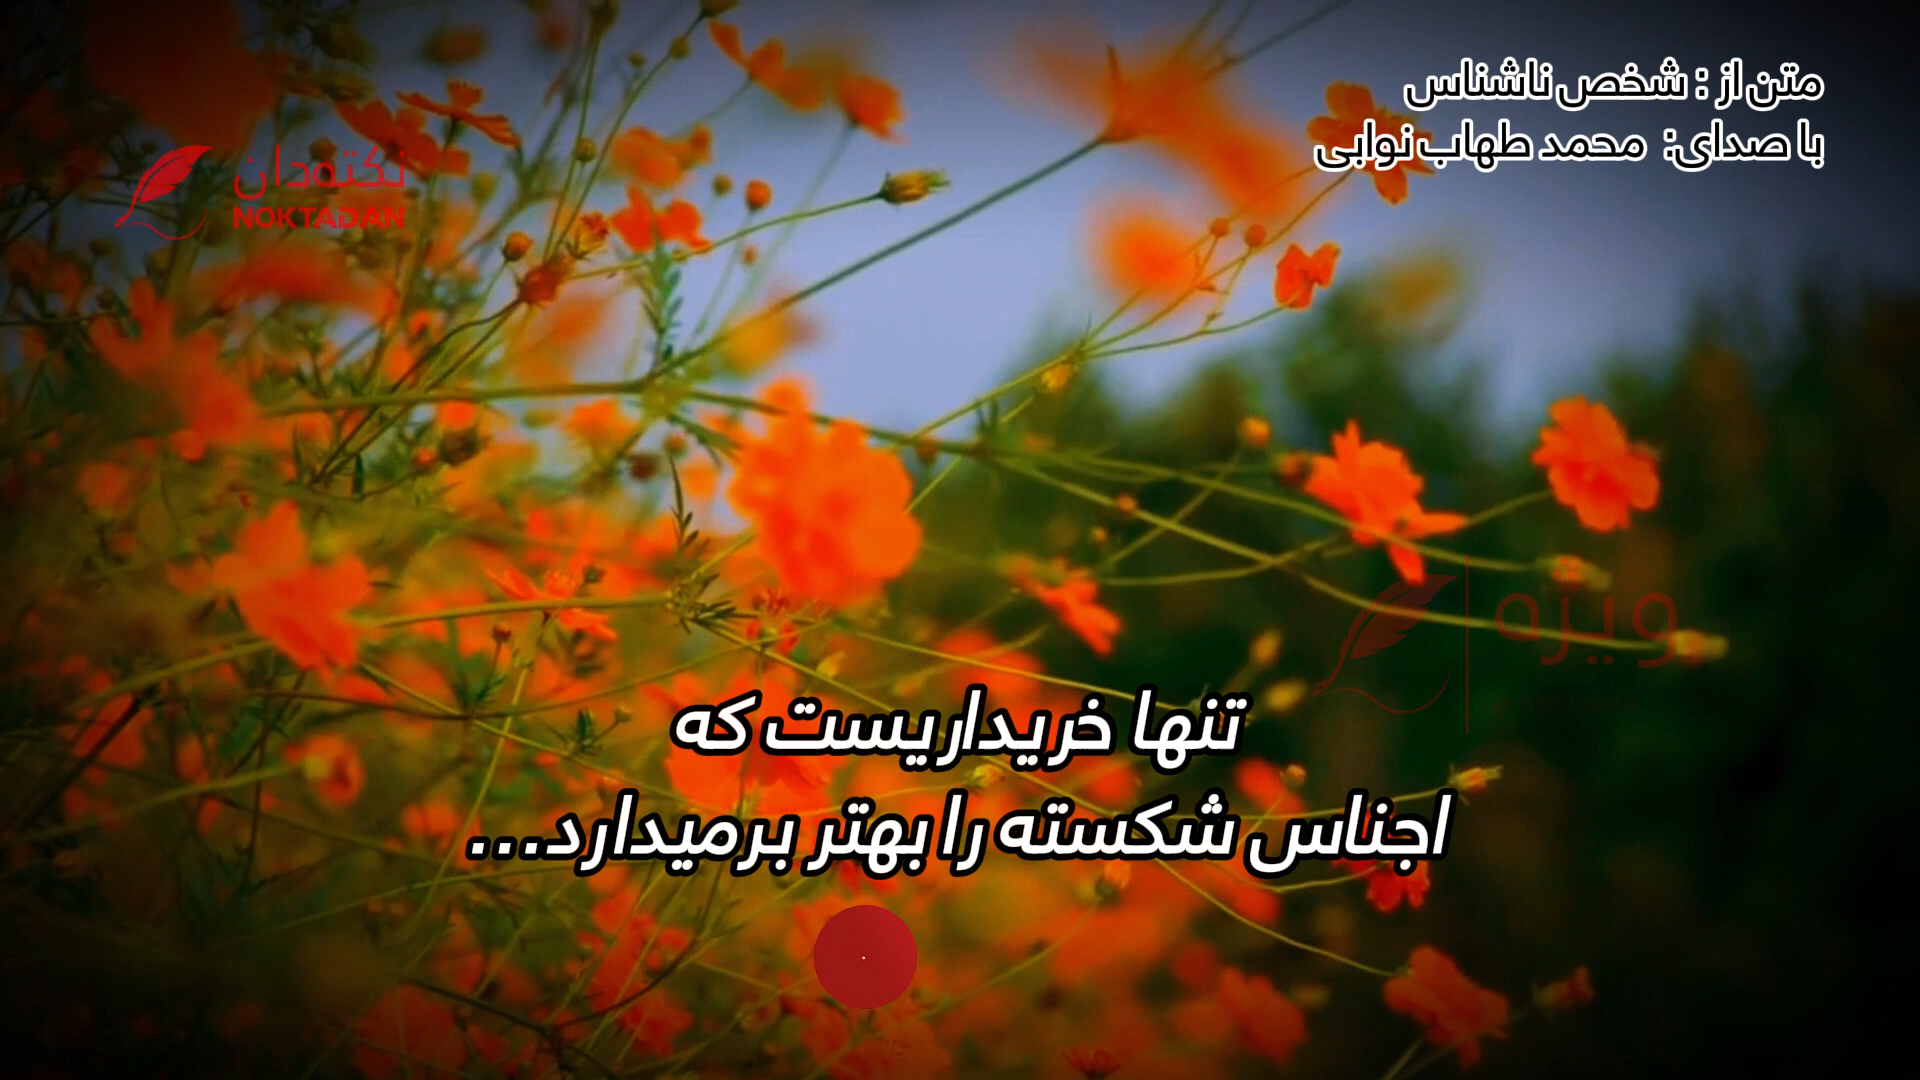 متن از : شخص ناشناس
با صدای: محمد طهاب نوابی
نکته‌دان
NOKTADAN
ویژه
تنها خریداریست که
اجناس شکسته را بهتر برمیدارد...